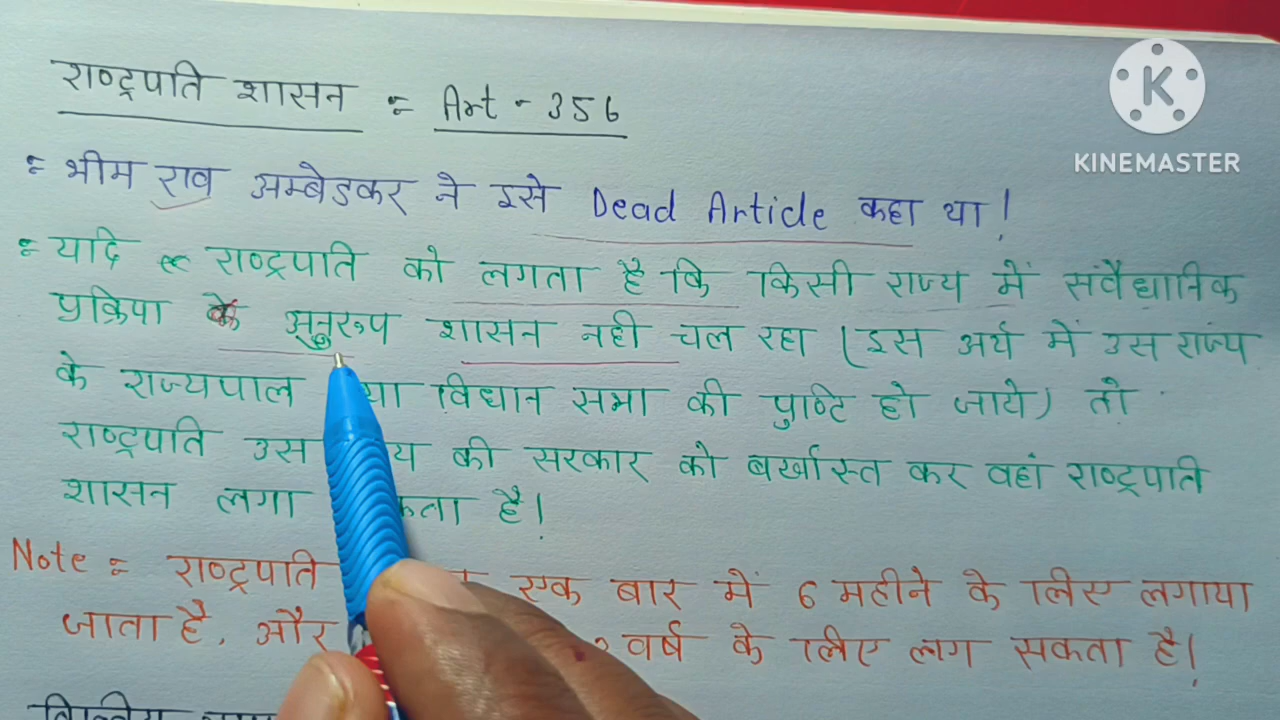 राष्ट्रपति शासन = Art - 356
= भीम राव अम्बेडकर ने इसे Dead Article कहा था!
= यदि राष्ट्रपति को लगता है कि किसी राज्य में संवैधानिक
प्रक्रिया के अनुरूप शासन नही चल रहा (इस अर्थ में उस राज्य
के राज्यपाल या विधान सभा की पुष्टि हो जाये) तो
राष्ट्रपति उस की सरकार को बर्खास्त कर वहां राष्ट्रपति
शासन लगा है।
Note = राष्ट्रपति एक बार में 6 महीने के लिए लगाया
जाता है, और वर्ष के लिए लग सकता है।
K
KINEMASTER